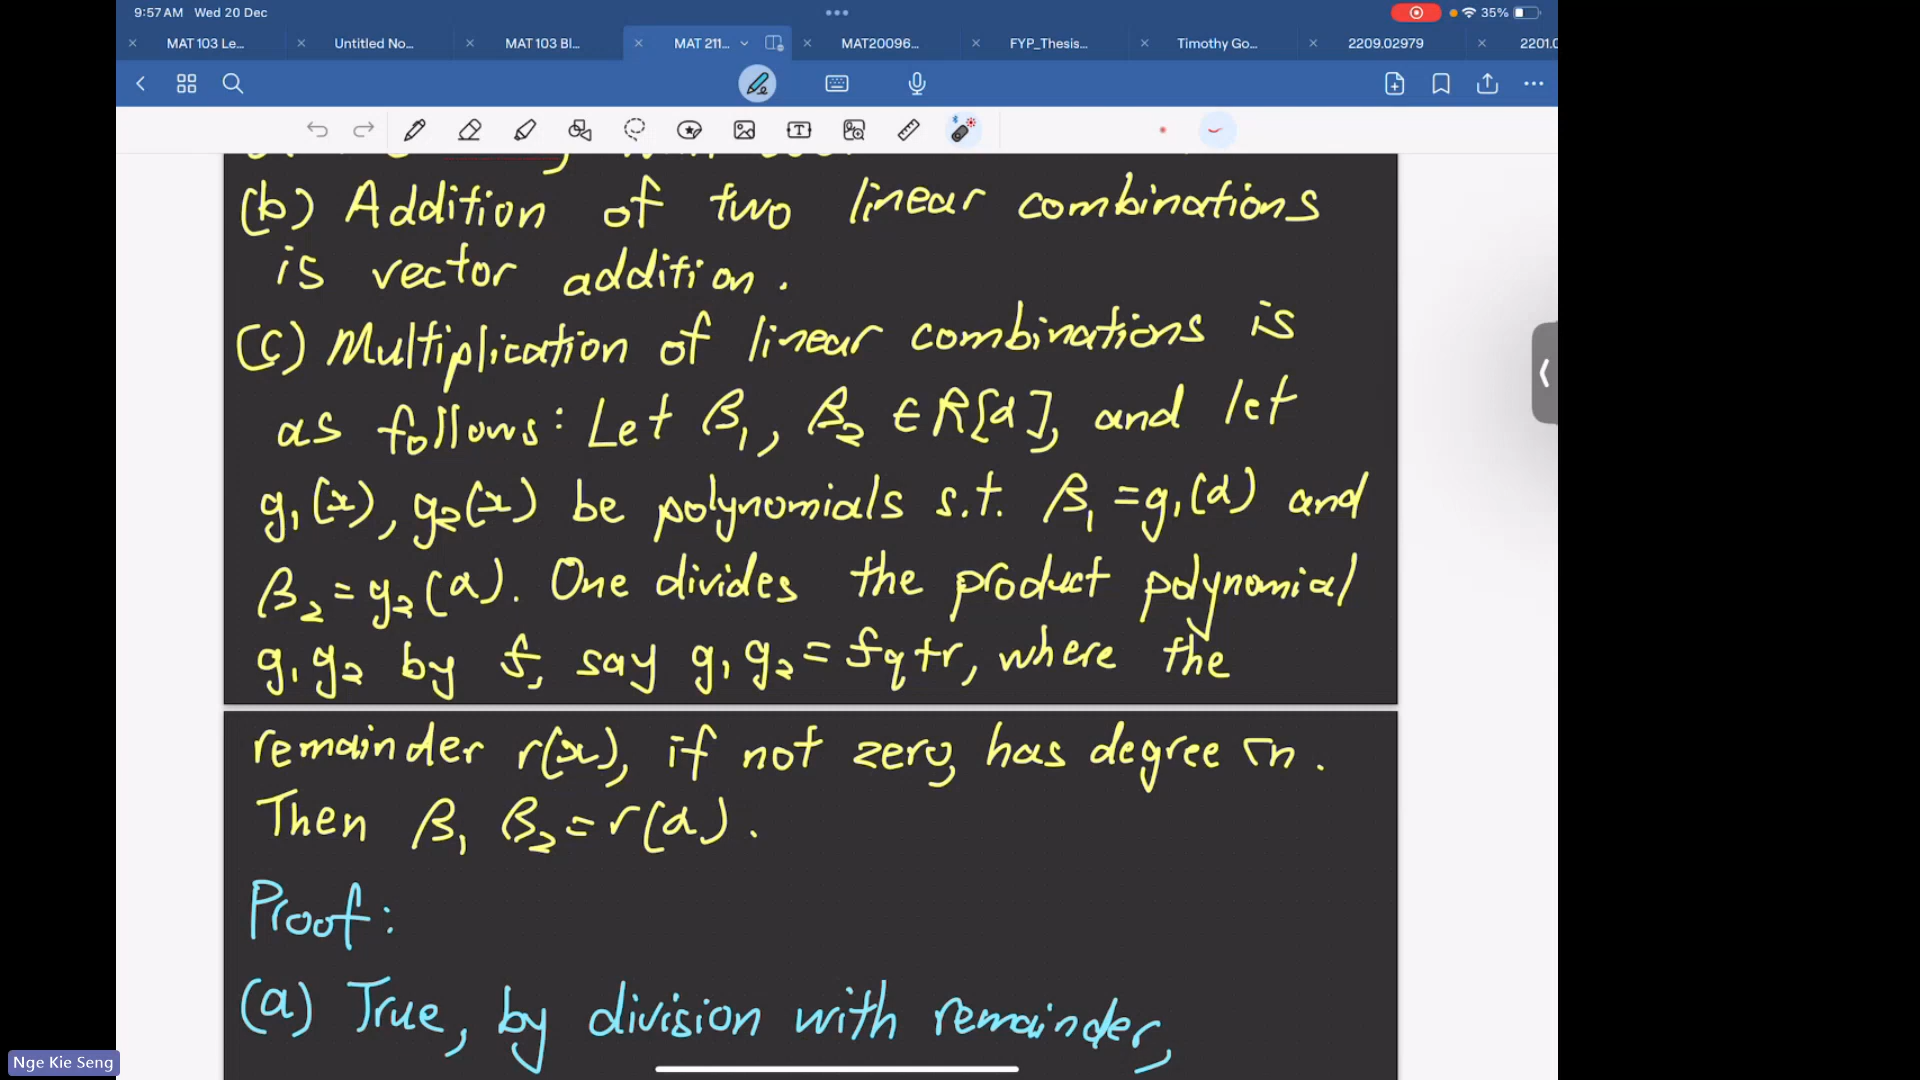 9:57 AM Wed 20 Dec
35%
MAT 103 Le...
Untitled No...
MAT 103 Bl...
MAT 211...
MAT20096...
FYP_Thesis...
Timothy Go...
2209.02979
2201.0
(b) Addition of two linear combinations
is vector addition.
(c) Multiplication of linear combinations is
as follows: Let β₁, β₂ ∈ R[α], and let
g₁(x), g₂(x) be polynomials s.t. β₁ = g₁(α) and
β₂ = g₂(α). One divides the product polynomial
g₁g₂ by f, say g₁g₂ = fq+r, where the
remainder r(x), if not zero, has degree <n.
Then β₁ β₂ = r(α).
Proof:
(a) True, by division with remainder,
Nge Kie Seng